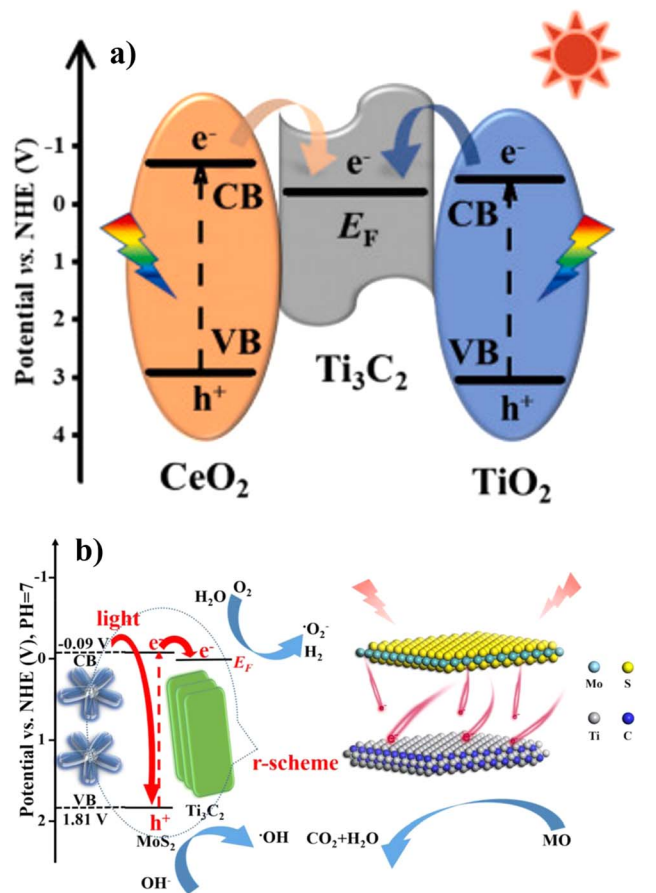 a)
Potential vs. NHE (V)
-1
0
1
2
3
4
e⁻
CB
VB
h⁺
CeO₂
e⁻
E_F
Ti₃C₂
e⁻
CB
VB
h⁺
TiO₂
b)
Potential vs. NHE (V), PH=7
-1
0
1
2
light
-0.09 V
CB
VB
1.81 V
e⁻
e⁻
E_F
h⁺
MoS₂
Ti₃C₂
r-scheme
H₂O O₂
·O₂⁻
H₂
OH⁻
·OH
CO₂+H₂O
MO
e⁻
e⁻
e⁻
e⁻
e⁻
Mo
S
Ti
C